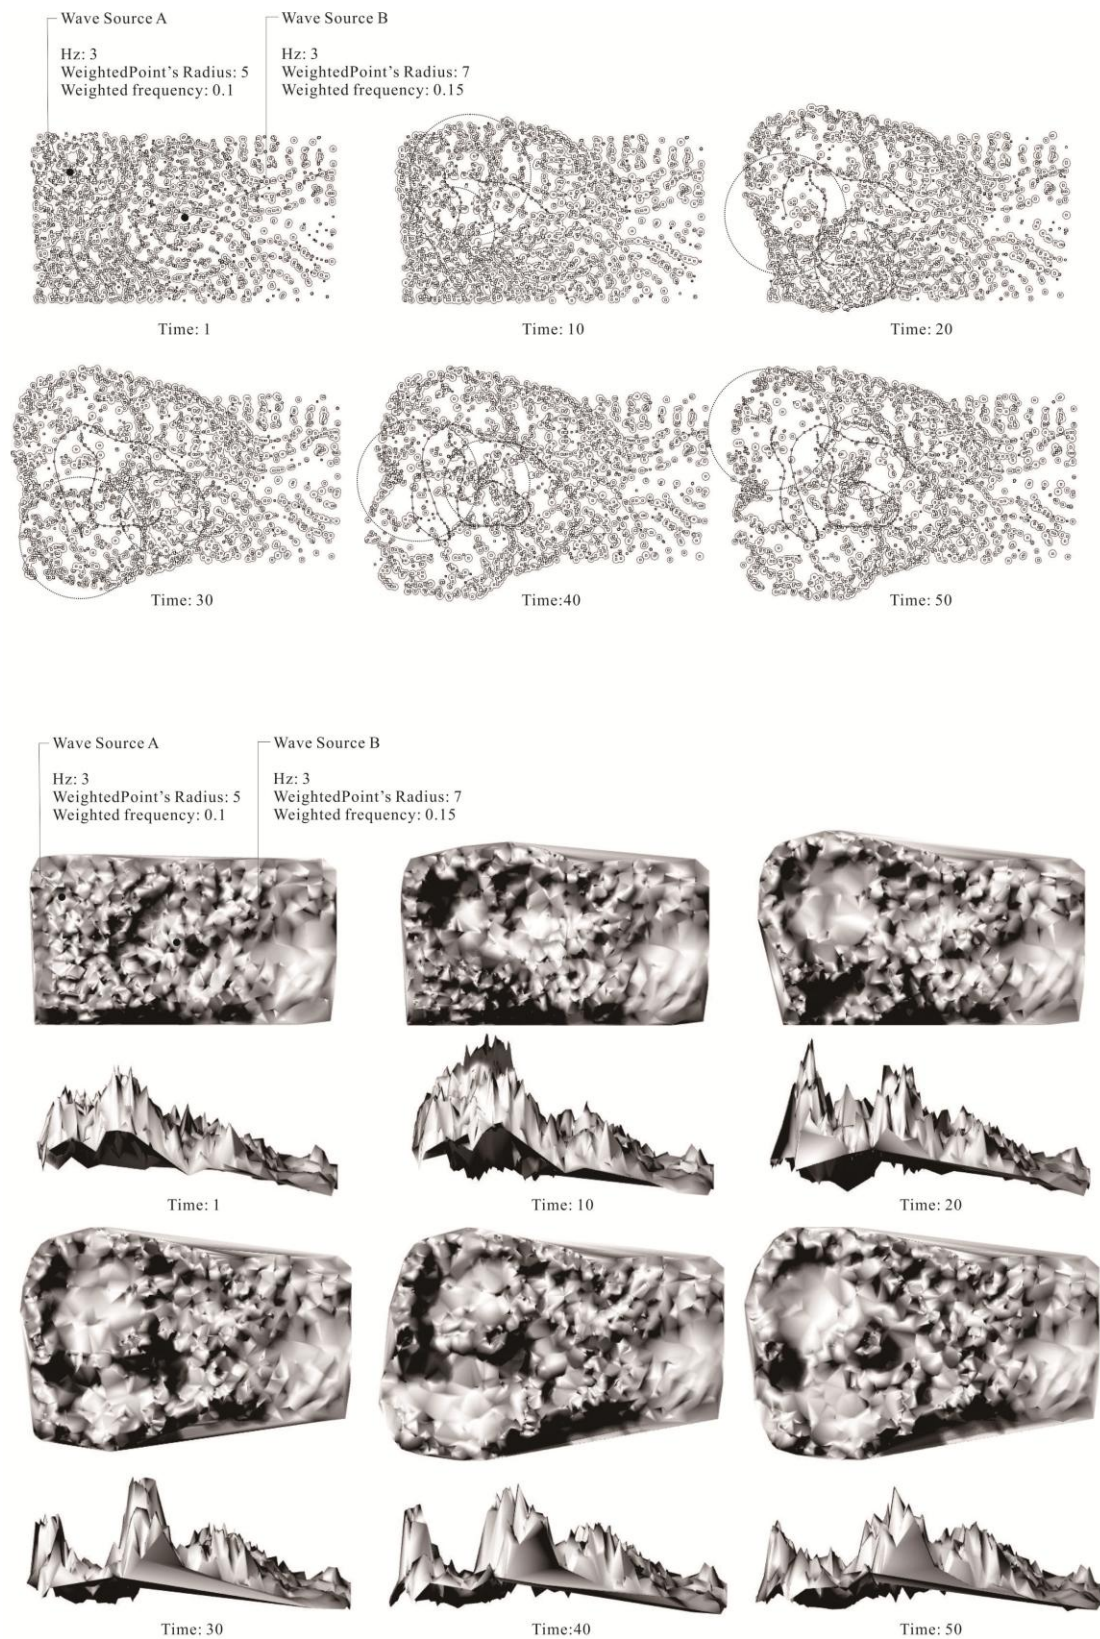 Wave Source A
Wave Source B
Hz: 3
Hz: 3
WeightedPoint’s Radius: 5
WeightedPoint’s Radius: 7
Weighted frequency: 0.1
Weighted frequency: 0.15
Time: 1
Time: 10
Time: 20
Time: 30
Time:40
Time: 50
Wave Source A
Wave Source B
Hz: 3
Hz: 3
WeightedPoint’s Radius: 5
WeightedPoint’s Radius: 7
Weighted frequency: 0.1
Weighted frequency: 0.15
Time: 1
Time: 10
Time: 20
Time: 30
Time:40
Time: 50